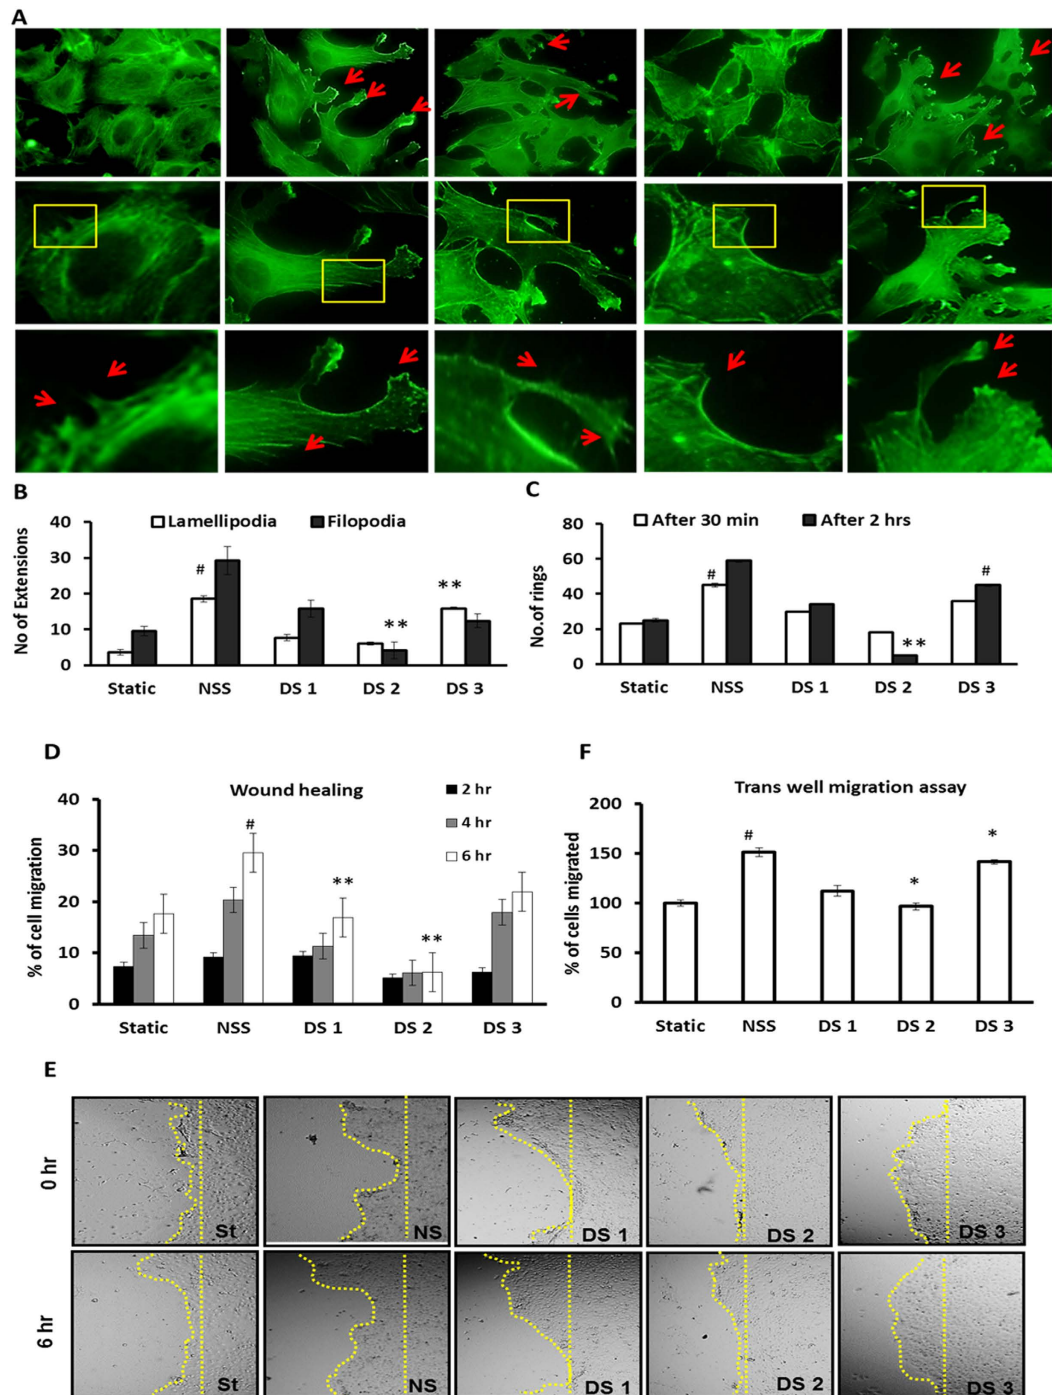 A
B
Lamellipodia Filopodia
No of Extensions
40
30
20
10
0
#
**
**
Static NSS DS 1 DS 2 DS 3
C
After 30 min After 2 hrs
No.of rings
80
60
40
20
0
#
**
#
Static NSS DS 1 DS 2 DS 3
D
Wound healing
2 hr
4 hr
6 hr
% of cell migration
40
30
20
10
0
#
**
**
Static NSS DS 1 DS 2 DS 3
F
Trans well migration assay
% of cells migrated
200
150
100
50
0
#
*
*
Static NSS DS 1 DS 2 DS 3
E
0 hr
St NS DS 1 DS 2 DS 3
6 hr
St NS DS 1 DS 2 DS 3